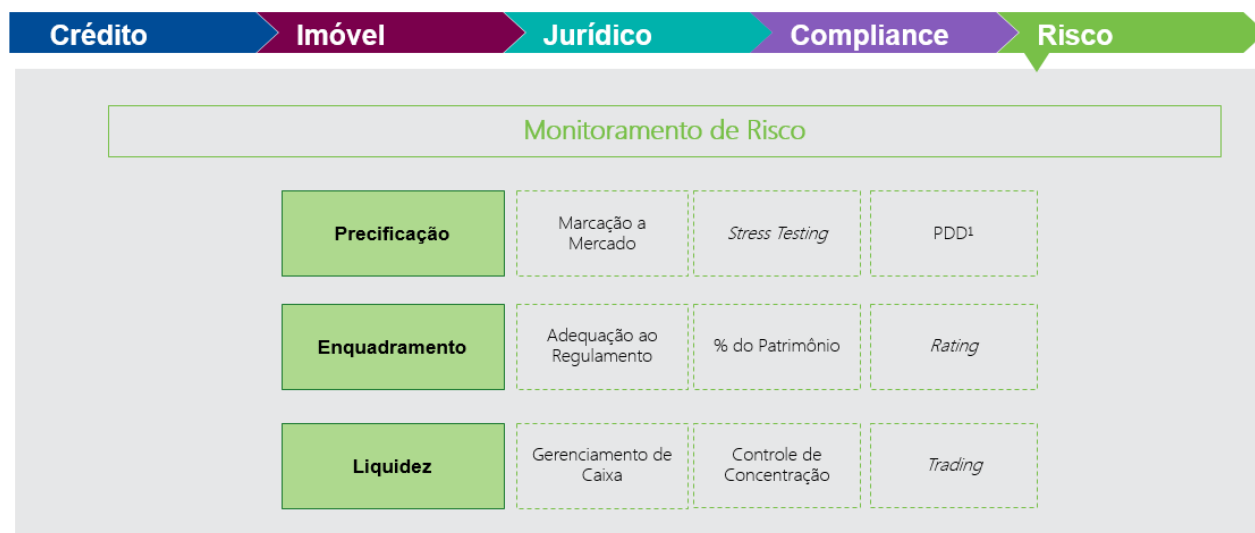 Crédito
Imóvel
Jurídico
Compliance
Risco
Monitoramento de Risco
Precificação
Marcação a
Mercado
Stress Testing
PDD¹
Enquadramento
Adequação ao
Regulamento
% do Patrimônio
Rating
Liquidez
Gerenciamento de
Caixa
Controle de
Concentração
Trading